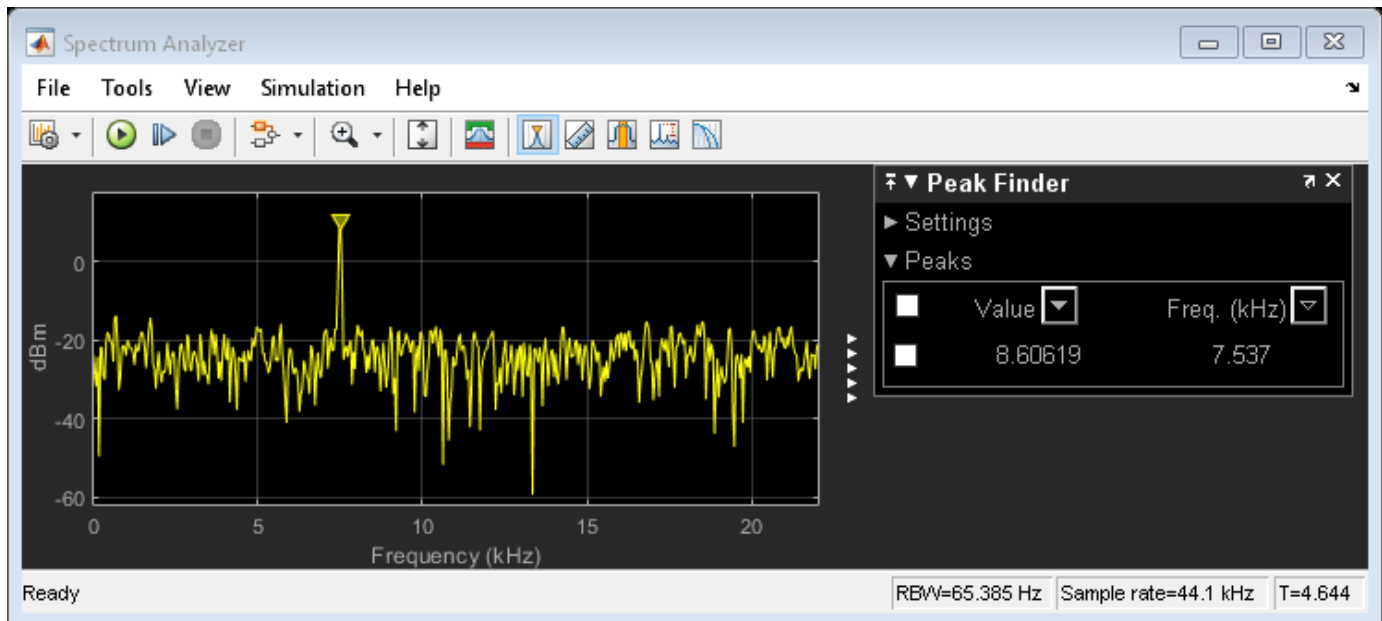 Spectrum Analyzer
File Tools View Simulation Help
Peak Finder
Settings
Peaks
Value Freq. (kHz)
8.60619 7.537
0
-20
-40
-60
dBm
0 5 10 15 20
Frequency (kHz)
Ready RBW=65.385 Hz Sample rate=44.1 kHz T=4.644